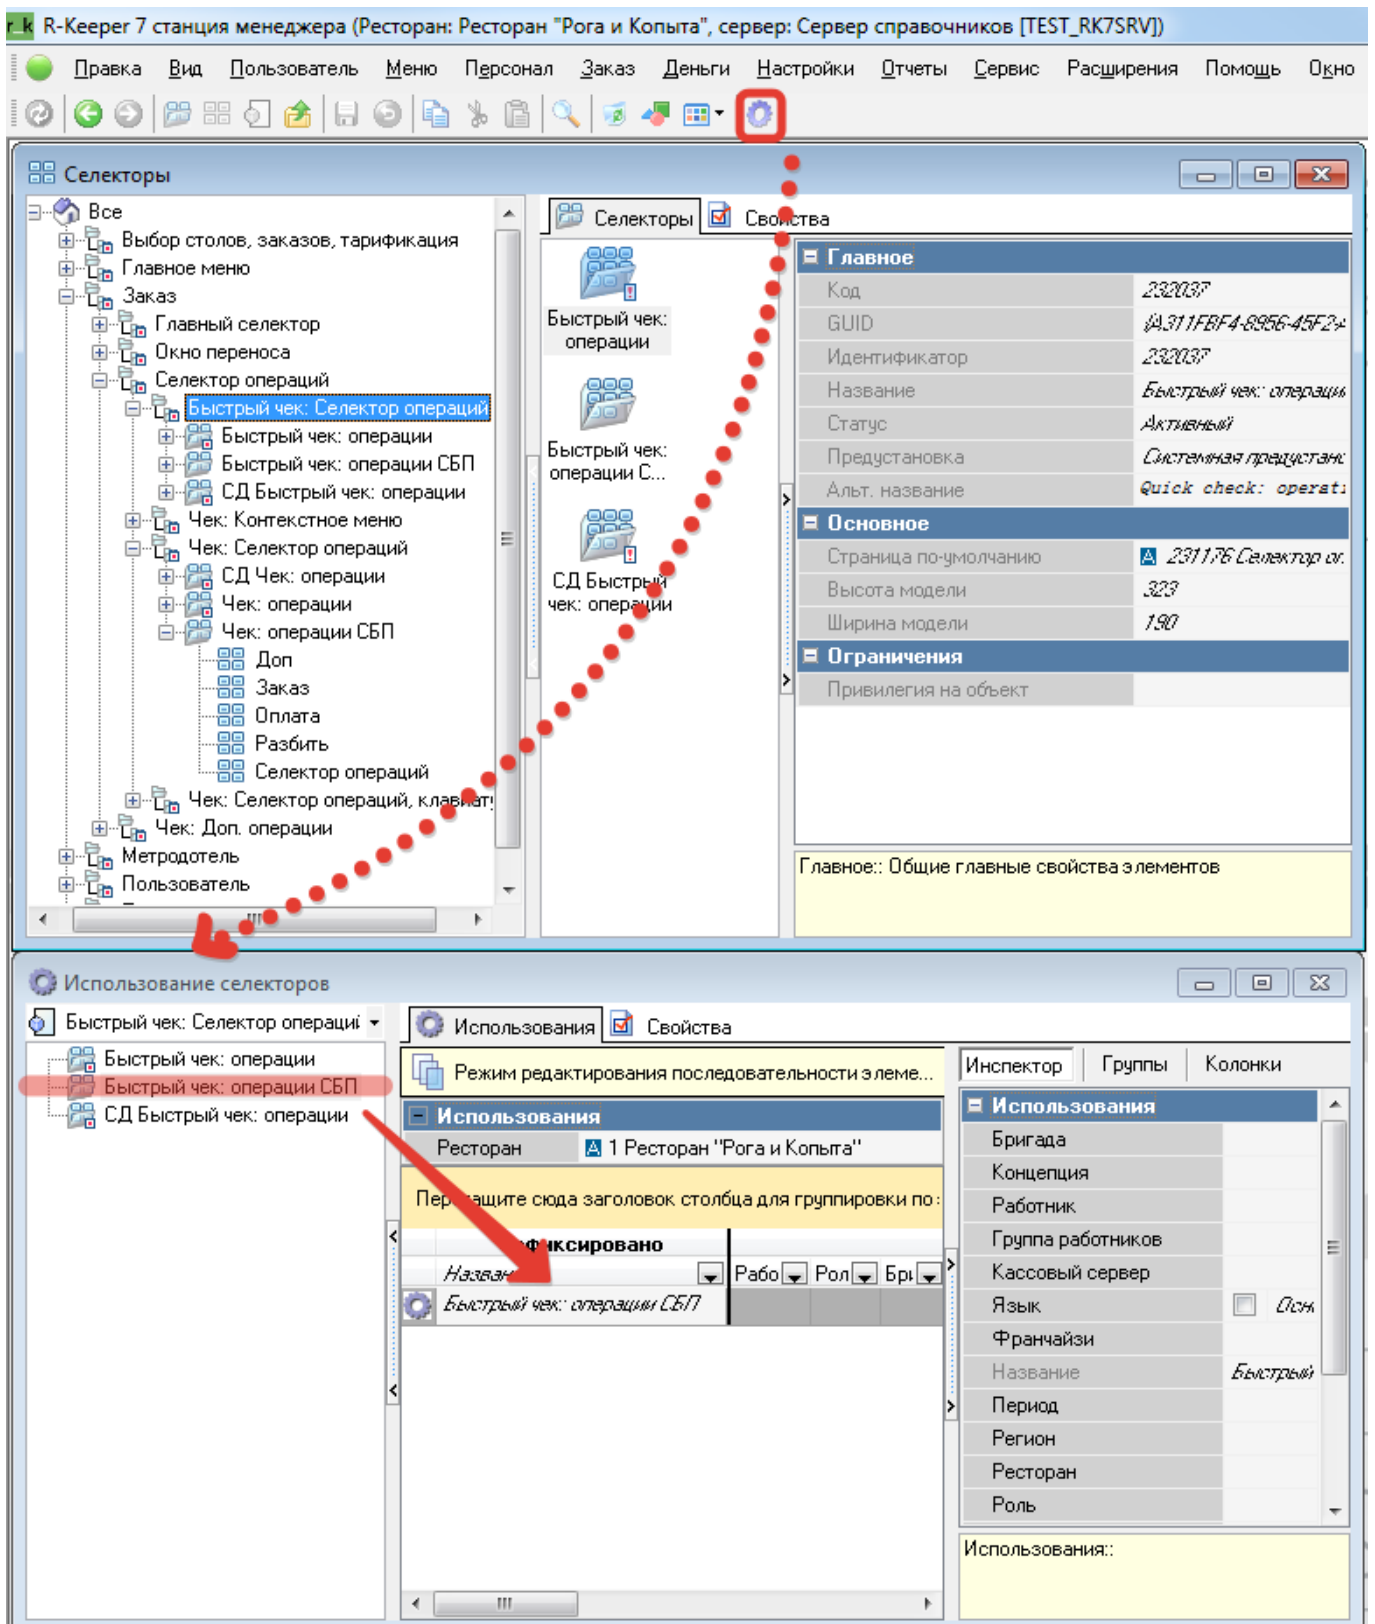 r_k R-Keeper 7 станция менеджера (Ресторан: Ресторан "Рога и Копыта", сервер: Сервер справочников [TEST_RK7SRV])
Правка Вид Пользователь Меню Персонал Заказ Деньги Настройки Отчеты Сервис Расширения Помощь Окно
Селекторы
Все
Выбор столов, заказов, тарификация
Главное меню
Заказ
Главный селектор
Окно переноса
Селектор операций
Быстрый чек: Селектор операций
Быстрый чек: операции
Быстрый чек: операции СБП
СД Быстрый чек: операции
Чек: Контекстное меню
Чек: Селектор операций
СД Чек: операции
Чек: операции
Чек: операции СБП
Доп
Заказ
Оплата
Разбить
Селектор операций
Чек: Селектор операций,
Чек: Доп. операции
Метродотель
Пользователь
Селекторы Свойства
Быстрый чек:
операции
Быстрый чек:
операции С...
СД Быстрый
чек: операции
Главное
Код 232037
GUID {A311FBF4-8956-45F2-A
Идентификатор 232037
Название Быстрый чек: операции
Статус Активный
Предустановка Системная предустанс
Альт. название Quick check: operati
Основное
Страница по-умолчанию A 231176 Селектор оп.
Высота модели 323
Ширина модели 190
Ограничения
Привилегия на объект
Главное:: Общие главные свойства элементов
Использование селекторов
Быстрый чек: Селектор операций
Быстрый чек: операции
Быстрый чек: операции СБП
СД Быстрый чек: операции
Использования Свойства
Режим редактирования последовательности элеме...
Использования
Ресторан A 1 Ресторан "Рога и Копыта"
Перетащите сюда заголовок столбца для группировки по
фиксировано
Назван Рабо Рол Бри
Быстрый чек: операции СБП
Инспектор Группы Колонки
Использования
Бригада
Концепция
Работник
Группа работников
Кассовый сервер
Язык Осн
Франчайзи
Название Быстрый
Период
Регион
Ресторан
Роль
Использования::